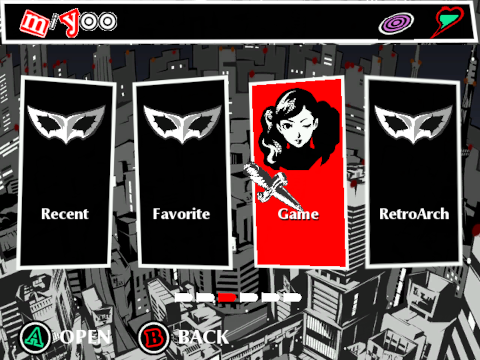 miyoo
Recent
Favorite
Game
RetroArch
A OPEN
B BACK